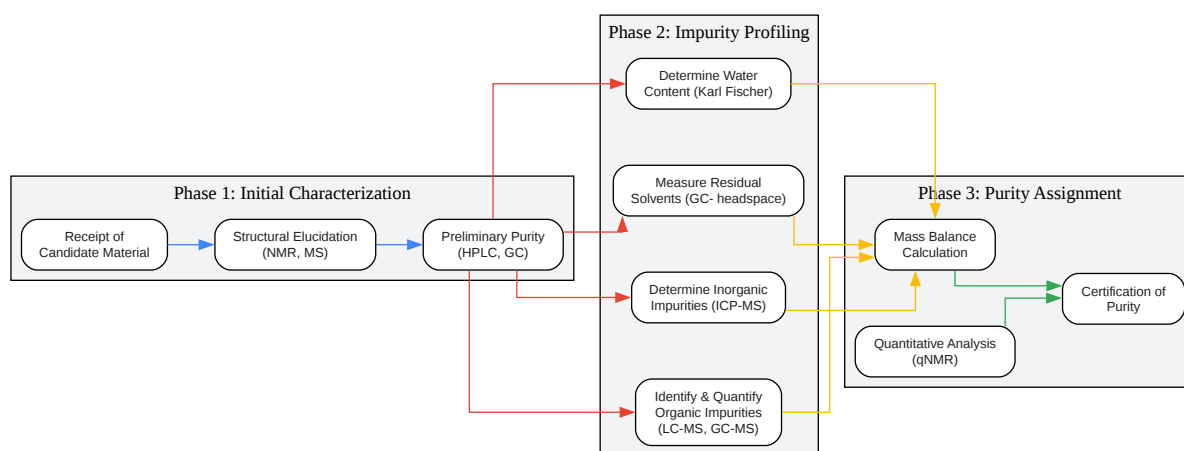 Phase 1: Initial Characterization
Receipt of
Candidate Material
Structural Elucidation
(NMR, MS)
Preliminary Purity
(HPLC, GC)
Phase 2: Impurity Profiling
Determine Water
Content (Karl Fischer)
Measure Residual
Solvents (GC- headspace)
Determine Inorganic
Impurities (ICP-MS)
Identify & Quantify
Organic Impurities
(LC-MS, GC-MS)
Phase 3: Purity Assignment
Mass Balance
Calculation
Quantitative Analysis
(qNMR)
Certification of
Purity